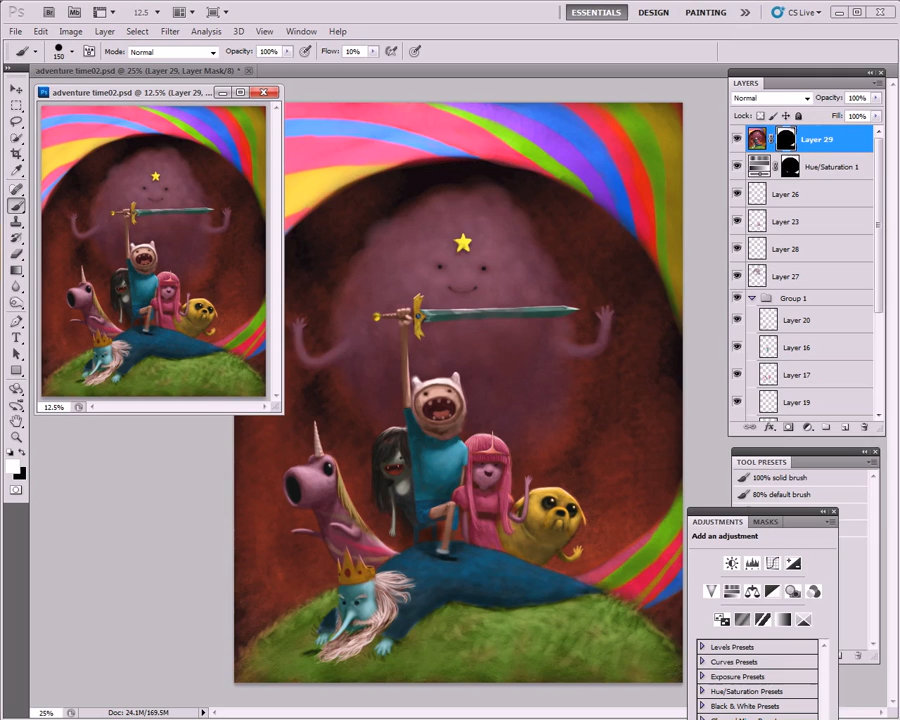 Ps Br Mb 12.5 ESSENTIALS DESIGN PAINTING CS Live
File Edit Image Layer Select Filter Analysis 3D View Window Help
150 Mode: Normal Opacity: 100% Flow: 10%
adventure time02.psd @ 25% (Layer 29, Layer Mask/8) *
Ps adventure time02.psd @ 12.5% (Layer 29, ...
12.5%
LAYERS
Normal Opacity: 100%
Lock: Fill: 100%
Layer 29
Hue/Saturation 1
Layer 26
Layer 23
Layer 28
Layer 27
Group 1
Layer 20
Layer 16
Layer 17
Layer 19
fx
TOOL PRESETS
100% solid brush
80% default brush
ADJUSTMENTS MASKS
Add an adjustment
Levels Presets
Curves Presets
Exposure Presets
Hue/Saturation Presets
Black & White Presets
25% Doc: 24.1M/169.5M